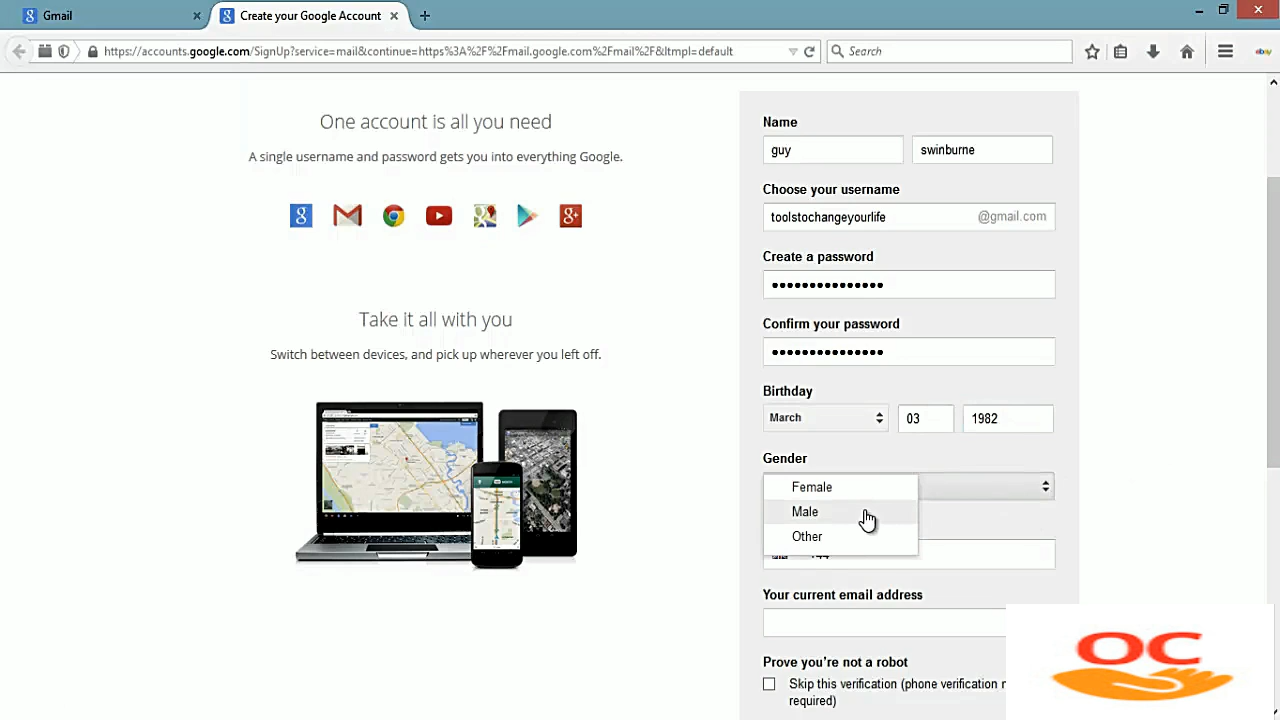 Gmail
Create your Google Account
https://accounts.google.com/SignUp?service=mail&continue=https%3A%2F%2Fmail.google.com%2Fmail%2F&ltmpl=default
Search
One account is all you need
A single username and password gets you into everything Google.
Take it all with you
Switch between devices, and pick up wherever you left off.
Name
guy swinburne
Choose your username
toolstochangeyourlife @gmail.com
Create a password
Confirm your password
Birthday
March 03 1982
Gender
Female
Male
Other
Your current email address
Prove you're not a robot
Skip this verification (phone verification
required)
OC
ebay